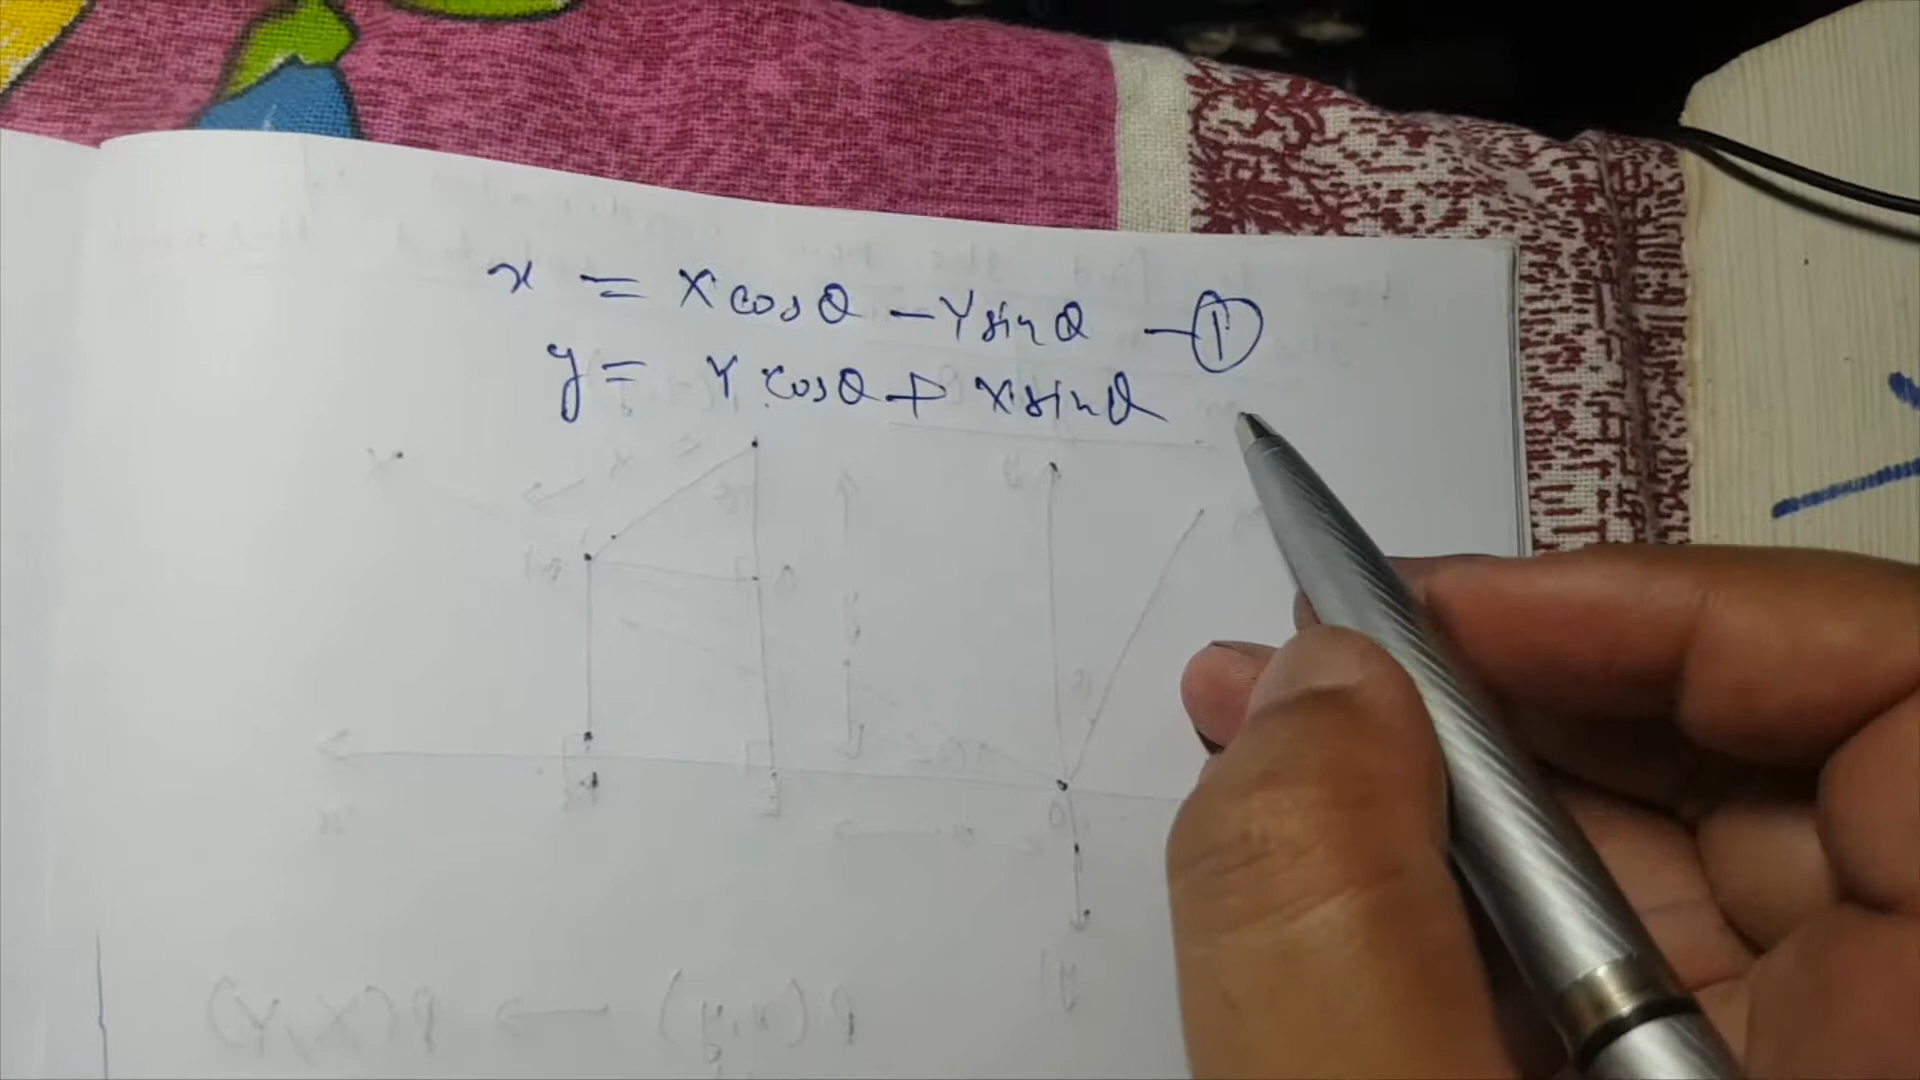 x = X cosθ - Y sinθ - ①
y = Y cosθ + X sinθ